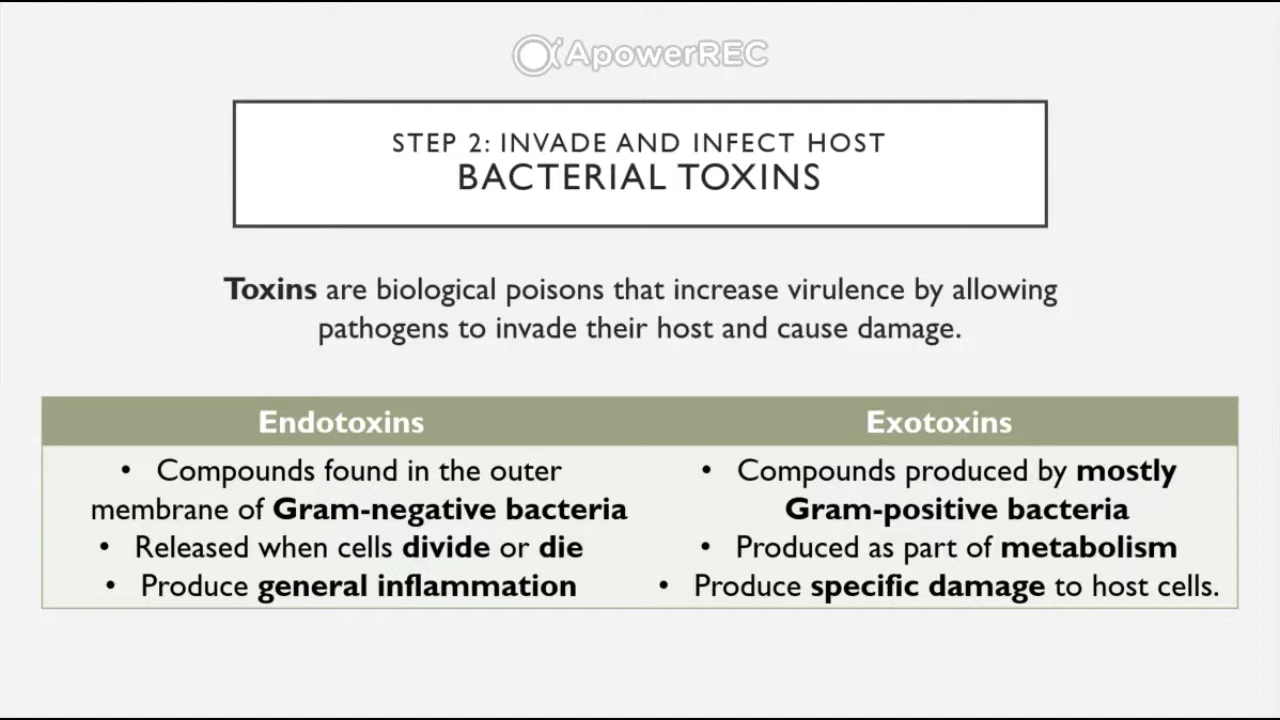 ApowerREC
STEP 2: INVADE AND INFECT HOST
BACTERIAL TOXINS
Toxins are biological poisons that increase virulence by allowing
pathogens to invade their host and cause damage.
Endotoxins
• Compounds found in the outer
membrane of Gram-negative bacteria
• Released when cells divide or die
• Produce general inflammation
Exotoxins
• Compounds produced by mostly
Gram-positive bacteria
• Produced as part of metabolism
• Produce specific damage to host cells.